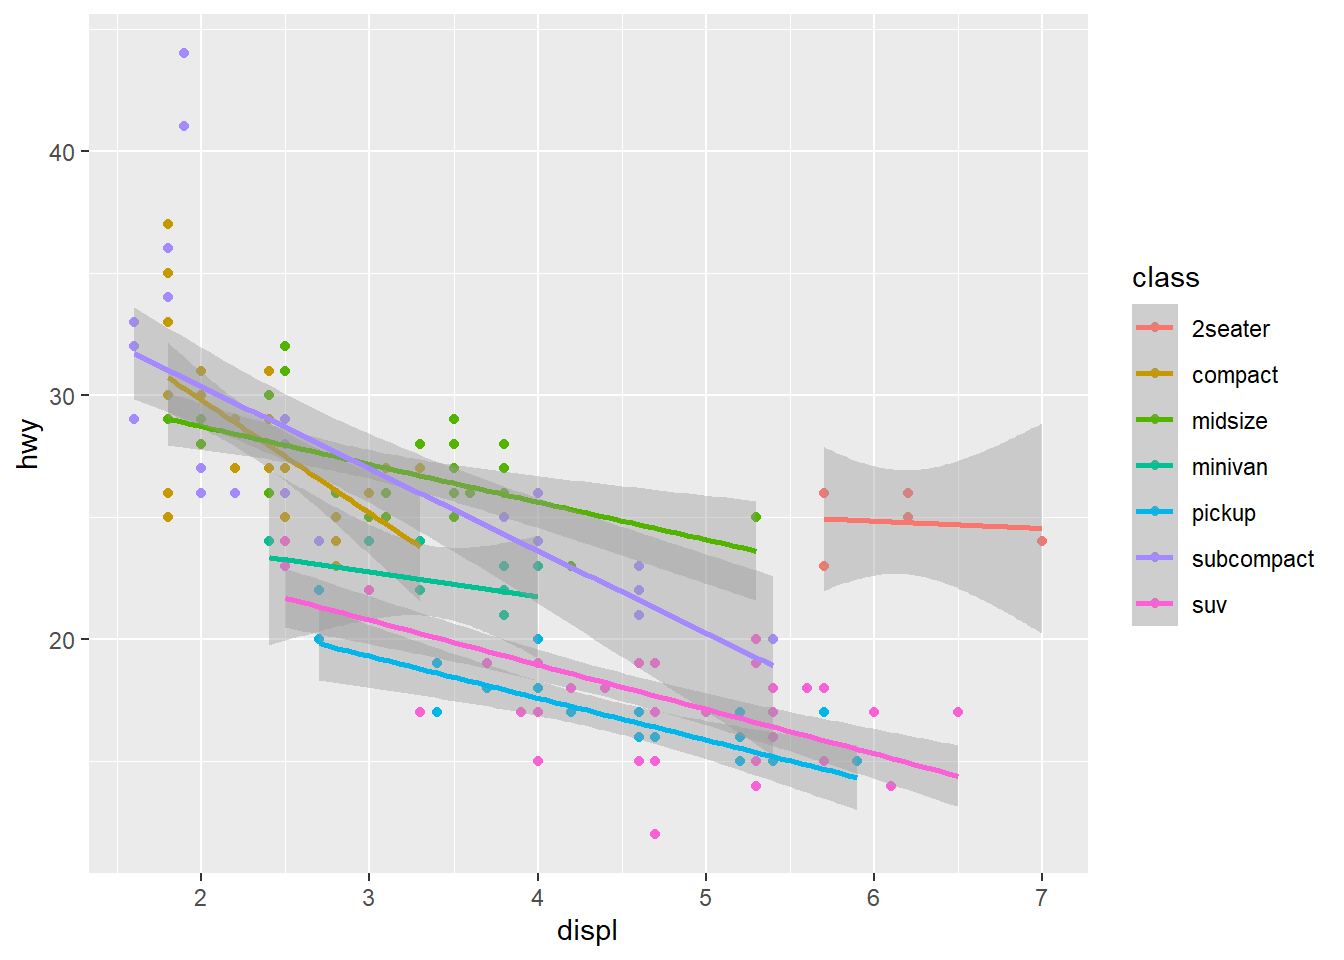 hwy
40
30
20
2
3
4
5
6
7
displ
class
2seater
compact
midsize
minivan
pickup
subcompact
suv